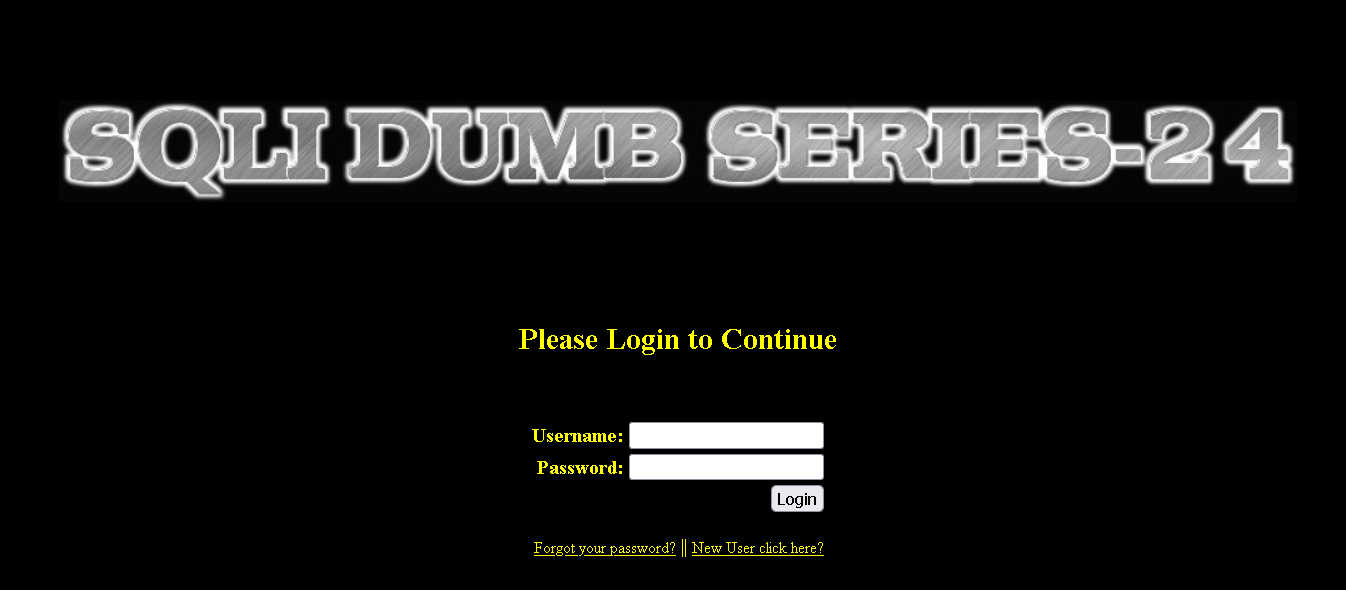 SQLI DUMB SERIES-24
Please Login to Continue
Username:
Password:
Login
Forgot your password? || New User click here?